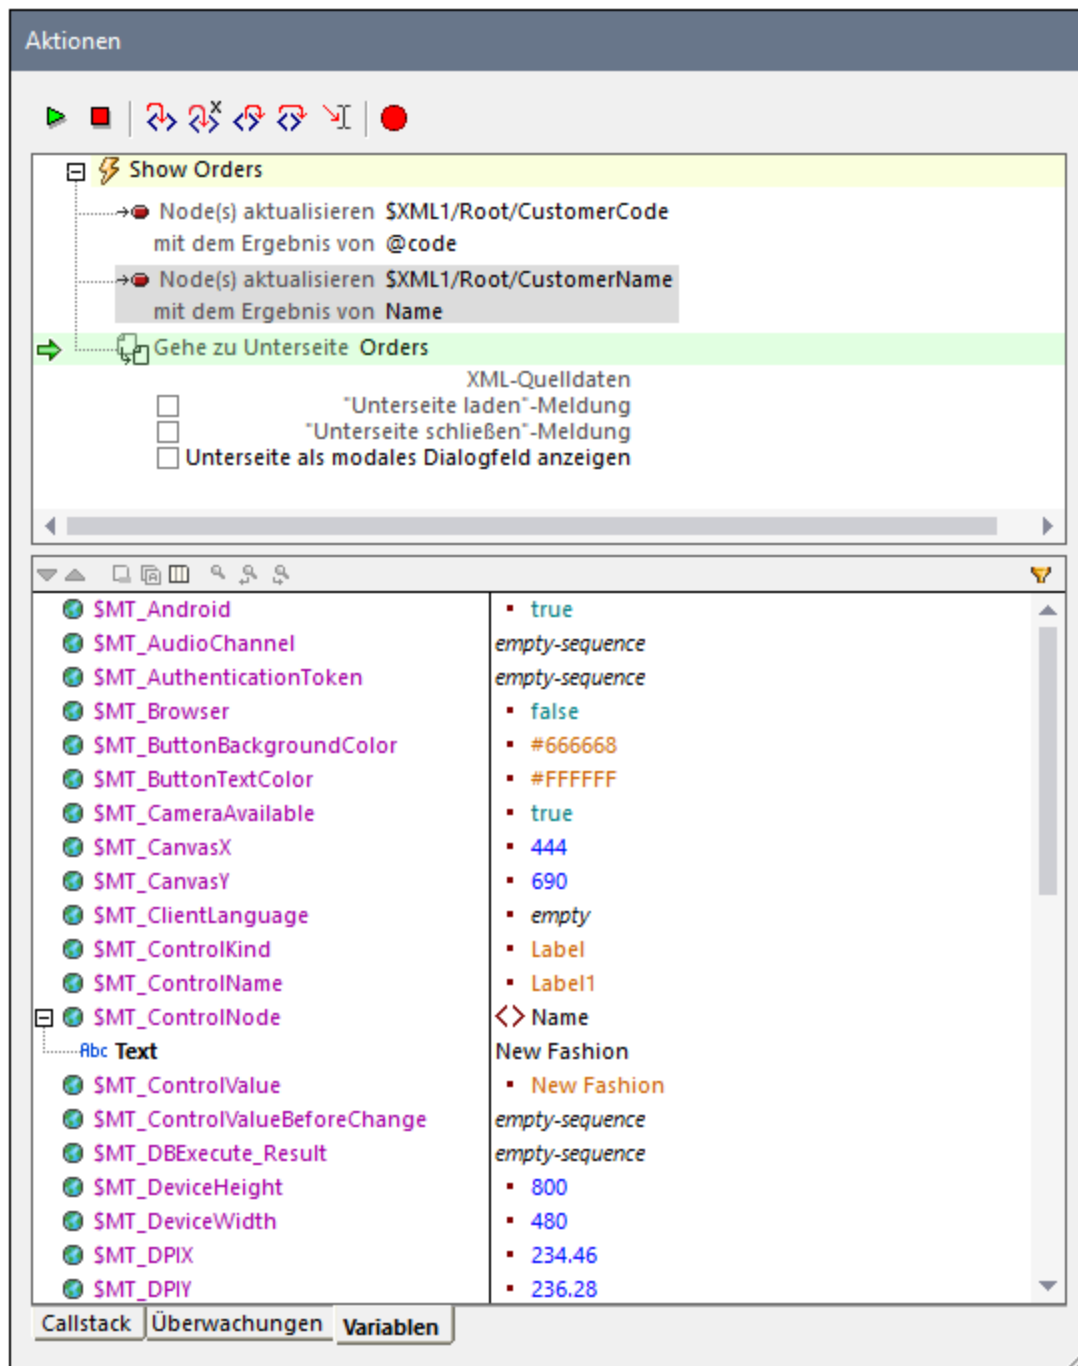 Aktionen
Show Orders
Node(s) aktualisieren $XML1/Root/CustomerCode
mit dem Ergebnis von @code
Node(s) aktualisieren $XML1/Root/CustomerName
mit dem Ergebnis von Name
Gehe zu Unterseite Orders
XML-Quelldaten
"Unterseite laden"-Meldung
"Unterseite schließen"-Meldung
Unterseite als modales Dialogfeld anzeigen
$MT_Android true
$MT_AudioChannel empty-sequence
$MT_AuthenticationToken empty-sequence
$MT_Browser false
$MT_ButtonBackgroundColor #666668
$MT_ButtonTextColor #FFFFFF
$MT_CameraAvailable true
$MT_CanvasX 444
$MT_CanvasY 690
$MT_ClientLanguage empty
$MT_ControlKind Label
$MT_ControlName Label1
$MT_ControlNode <> Name
Abc Text New Fashion
$MT_ControlValue New Fashion
$MT_ControlValueBeforeChange empty-sequence
$MT_DBExecute_Result empty-sequence
$MT_DeviceHeight 800
$MT_DeviceWidth 480
$MT_DPIX 234.46
$MT_DPIY 236.28
Callstack Überwachungen Variablen